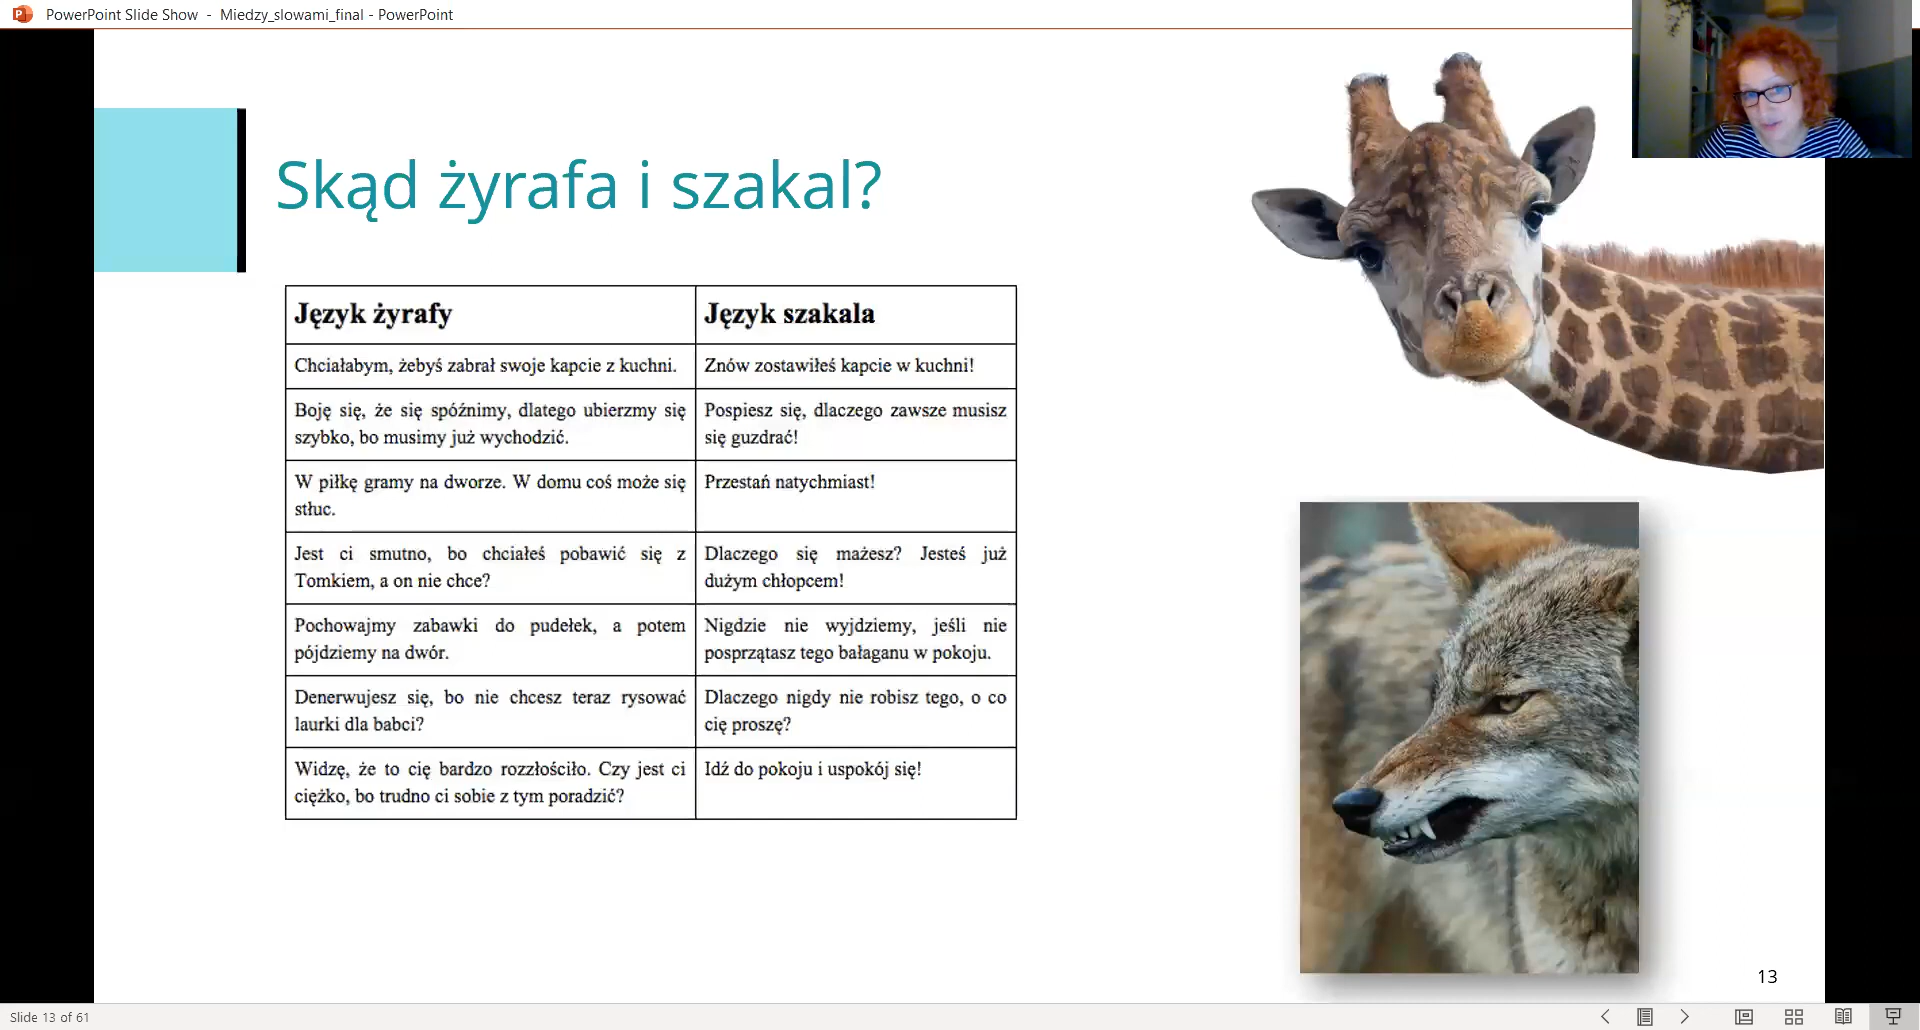 PowerPoint Slide Show - Miedzy_slowami_final - PowerPoint
Skąd żyrafa i szakal?
Język żyrafy
Język szakala
Chciałabym, żebyś zabrał swoje kapcie z kuchni.
Znów zostawiłeś kapcie w kuchni!
Boję się, że się spóźnimy, dlatego ubierzmy się
szybko, bo musimy już wychodzić.
Pospiesz się, dlaczego zawsze musisz
się guzdrać!
W piłkę gramy na dworze. W domu coś może się
stłuc.
Przestań natychmiast!
Jest ci smutno, bo chciałeś pobawić się z
Tomkiem, a on nie chce?
Dlaczego się mażesz? Jesteś już
dużym chłopcem!
Pochowajmy zabawki do pudełek, a potem
pójdziemy na dwór.
Nigdzie nie wyjdziemy, jeśli nie
posprzątasz tego bałaganu w pokoju.
Denerwujesz się, bo nie chcesz teraz rysować
laurki dla babci?
Dlaczego nigdy nie robisz tego, o co
cię proszę?
Widzę, że to cię bardzo rozzłościło. Czy jest ci
ciężko, bo trudno ci sobie z tym poradzić?
Idź do pokoju i uspokój się!
13
Slide 13 of 61